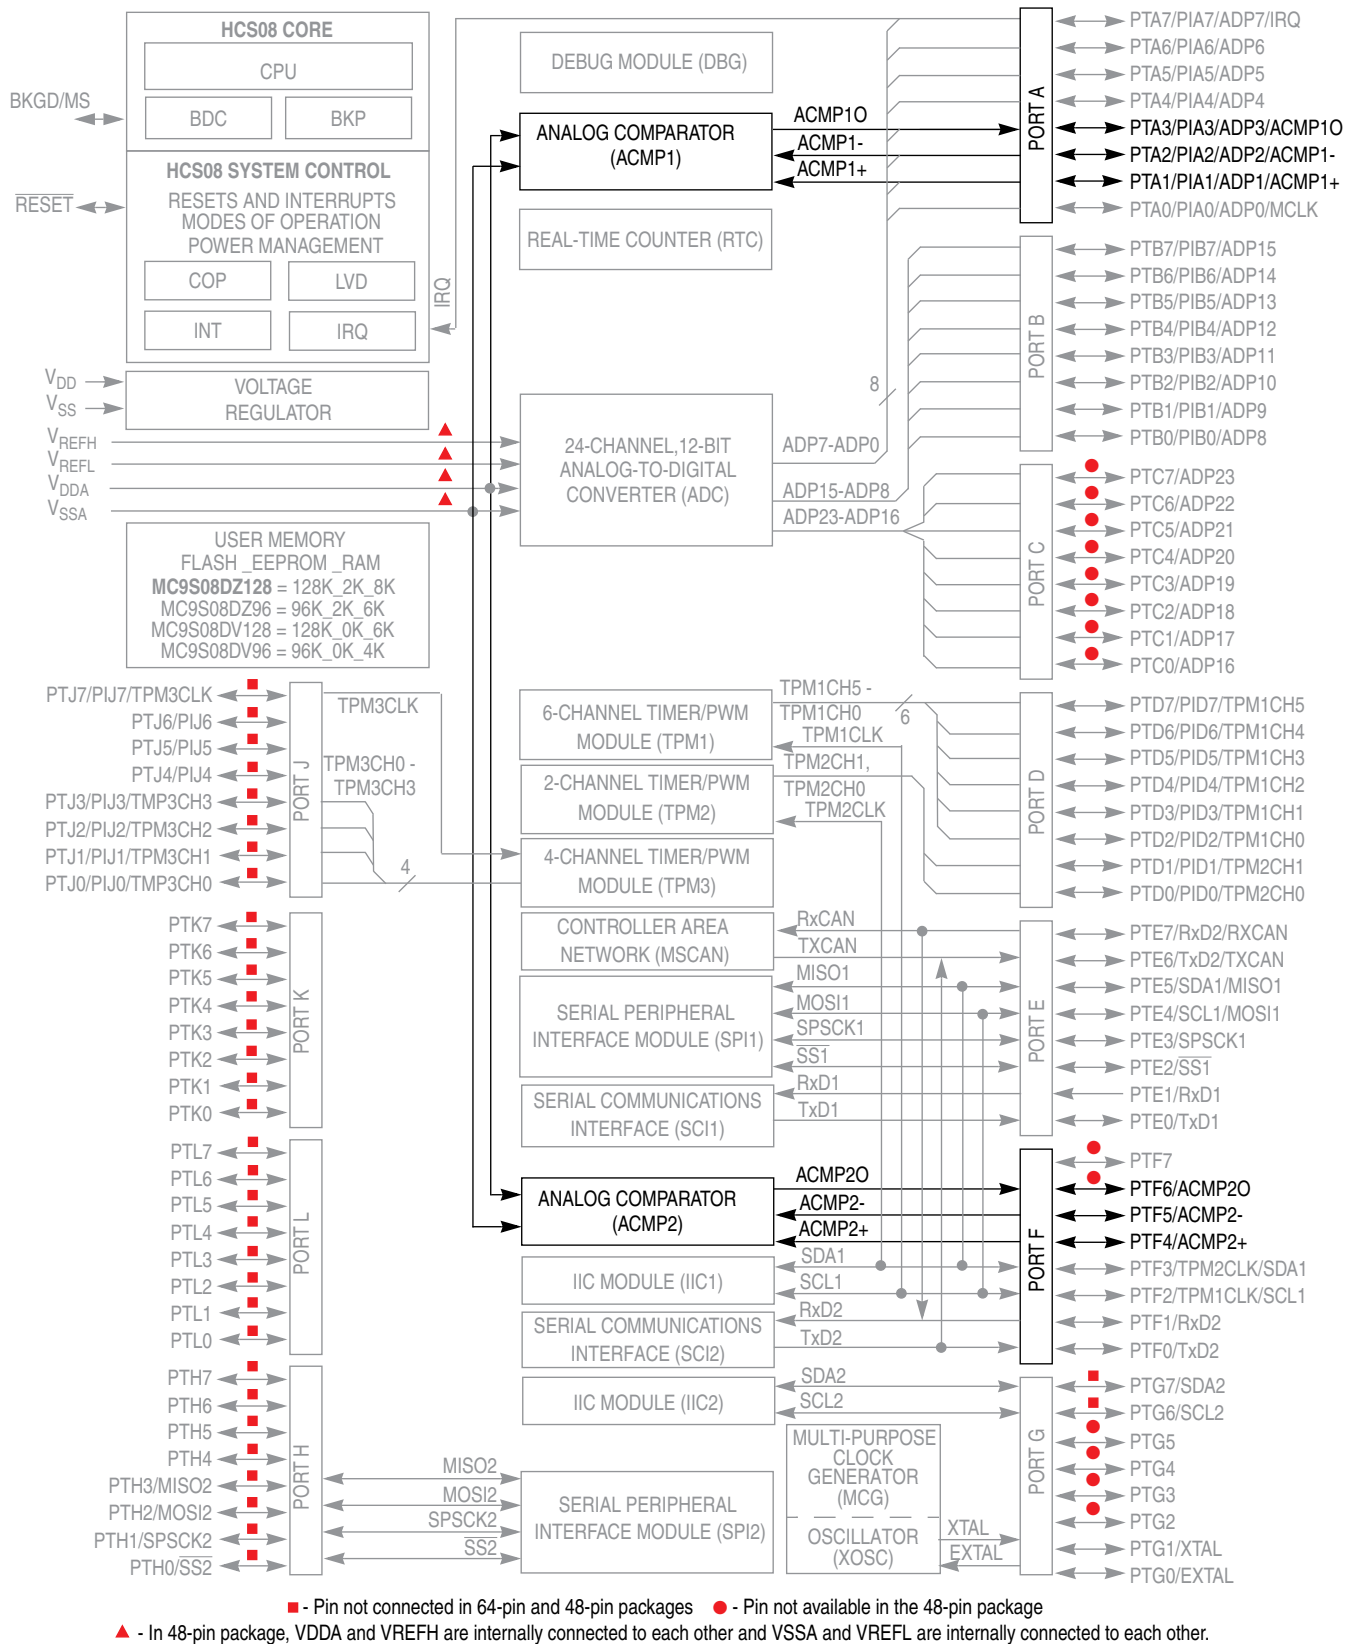 HCS08 CORE
CPU
BDC
BKP
BKGD/MS
HCS08 SYSTEM CONTROL
RESETS AND INTERRUPTS
MODES OF OPERATION
POWER MANAGEMENT
COP
LVD
INT
IRQ
RESET
IRQ
VOLTAGE
REGULATOR
VDD
VSS
VREFH
VREFL
VDDA
VSSA
USER MEMORY
FLASH _EEPROM _RAM
MC9S08DZ128 = 128K_2K_8K
MC9S08DZ96 = 96K_2K_6K
MC9S08DV128 = 128K_0K_6K
MC9S08DV96 = 96K_0K_4K
DEBUG MODULE (DBG)
ANALOG COMPARATOR
(ACMP1)
ACMP1O
ACMP1-
ACMP1+
REAL-TIME COUNTER (RTC)
24-CHANNEL,12-BIT
ANALOG-TO-DIGITAL
CONVERTER (ADC)
8
ADP7-ADP0
ADP15-ADP8
ADP23-ADP16
PORT A
PTA7/PIA7/ADP7/IRQ
PTA6/PIA6/ADP6
PTA5/PIA5/ADP5
PTA4/PIA4/ADP4
PTA3/PIA3/ADP3/ACMP1O
PTA2/PIA2/ADP2/ACMP1-
PTA1/PIA1/ADP1/ACMP1+
PTA0/PIA0/ADP0/MCLK
PORT B
PTB7/PIB7/ADP15
PTB6/PIB6/ADP14
PTB5/PIB5/ADP13
PTB4/PIB4/ADP12
PTB3/PIB3/ADP11
PTB2/PIB2/ADP10
PTB1/PIB1/ADP9
PTB0/PIB0/ADP8
PORT C
PTC7/ADP23
PTC6/ADP22
PTC5/ADP21
PTC4/ADP20
PTC3/ADP19
PTC2/ADP18
PTC1/ADP17
PTC0/ADP16
PTJ7/PIJ7/TPM3CLK
PTJ6/PIJ6
PTJ5/PIJ5
PTJ4/PIJ4
PTJ3/PIJ3/TMP3CH3
PTJ2/PIJ2/TPM3CH2
PTJ1/PIJ1/TPM3CH1
PTJ0/PIJ0/TMP3CH0
PORT J
TPM3CLK
TPM3CH0 -
TPM3CH3
4
6-CHANNEL TIMER/PWM
MODULE (TPM1)
TPM1CH5 -
TPM1CH0
6
TPM1CLK
2-CHANNEL TIMER/PWM
MODULE (TPM2)
TPM2CH1,
TPM2CH0
TPM2CLK
4-CHANNEL TIMER/PWM
MODULE (TPM3)
PORT D
PTD7/PID7/TPM1CH5
PTD6/PID6/TPM1CH4
PTD5/PID5/TPM1CH3
PTD4/PID4/TPM1CH2
PTD3/PID3/TPM1CH1
PTD2/PID2/TPM1CH0
PTD1/PID1/TPM2CH1
PTD0/PID0/TPM2CH0
PTK7
PTK6
PTK5
PTK4
PTK3
PTK2
PTK1
PTK0
PORT K
CONTROLLER AREA
NETWORK (MSCAN)
RxCAN
TXCAN
SERIAL PERIPHERAL
INTERFACE MODULE (SPI1)
MISO1
MOSI1
SPSCK1
SS1
SERIAL COMMUNICATIONS
INTERFACE (SCI1)
RxD1
TxD1
PORT E
PTE7/RxD2/RXCAN
PTE6/TxD2/TXCAN
PTE5/SDA1/MISO1
PTE4/SCL1/MOSI1
PTE3/SPSCK1
PTE2/SS1
PTE1/RxD1
PTE0/TxD1
PTL7
PTL6
PTL5
PTL4
PTL3
PTL2
PTL1
PTL0
PORT L
ANALOG COMPARATOR
(ACMP2)
ACMP2O
ACMP2-
ACMP2+
IIC MODULE (IIC1)
SDA1
SCL1
SERIAL COMMUNICATIONS
INTERFACE (SCI2)
RxD2
TxD2
PORT F
PTF7
PTF6/ACMP2O
PTF5/ACMP2-
PTF4/ACMP2+
PTF3/TPM2CLK/SDA1
PTF2/TPM1CLK/SCL1
PTF1/RxD2
PTF0/TxD2
PTH7
PTH6
PTH5
PTH4
PTH3/MISO2
PTH2/MOSI2
PTH1/SPSCK2
PTH0/SS2
PORT H
MISO2
MOSI2
SPSCK2
SS2
IIC MODULE (IIC2)
SDA2
SCL2
SERIAL PERIPHERAL
INTERFACE MODULE (SPI2)
MULTI-PURPOSE
CLOCK
GENERATOR
(MCG)
OSCILLATOR
(XOSC)
XTAL
EXTAL
PORT G
PTG7/SDA2
PTG6/SCL2
PTG5
PTG4
PTG3
PTG2
PTG1/XTAL
PTG0/EXTAL
- Pin not connected in 64-pin and 48-pin packages - Pin not available in the 48-pin package
- In 48-pin package, VDDA and VREFH are internally connected to each other and VSSA and VREFL are internally connected to each other.